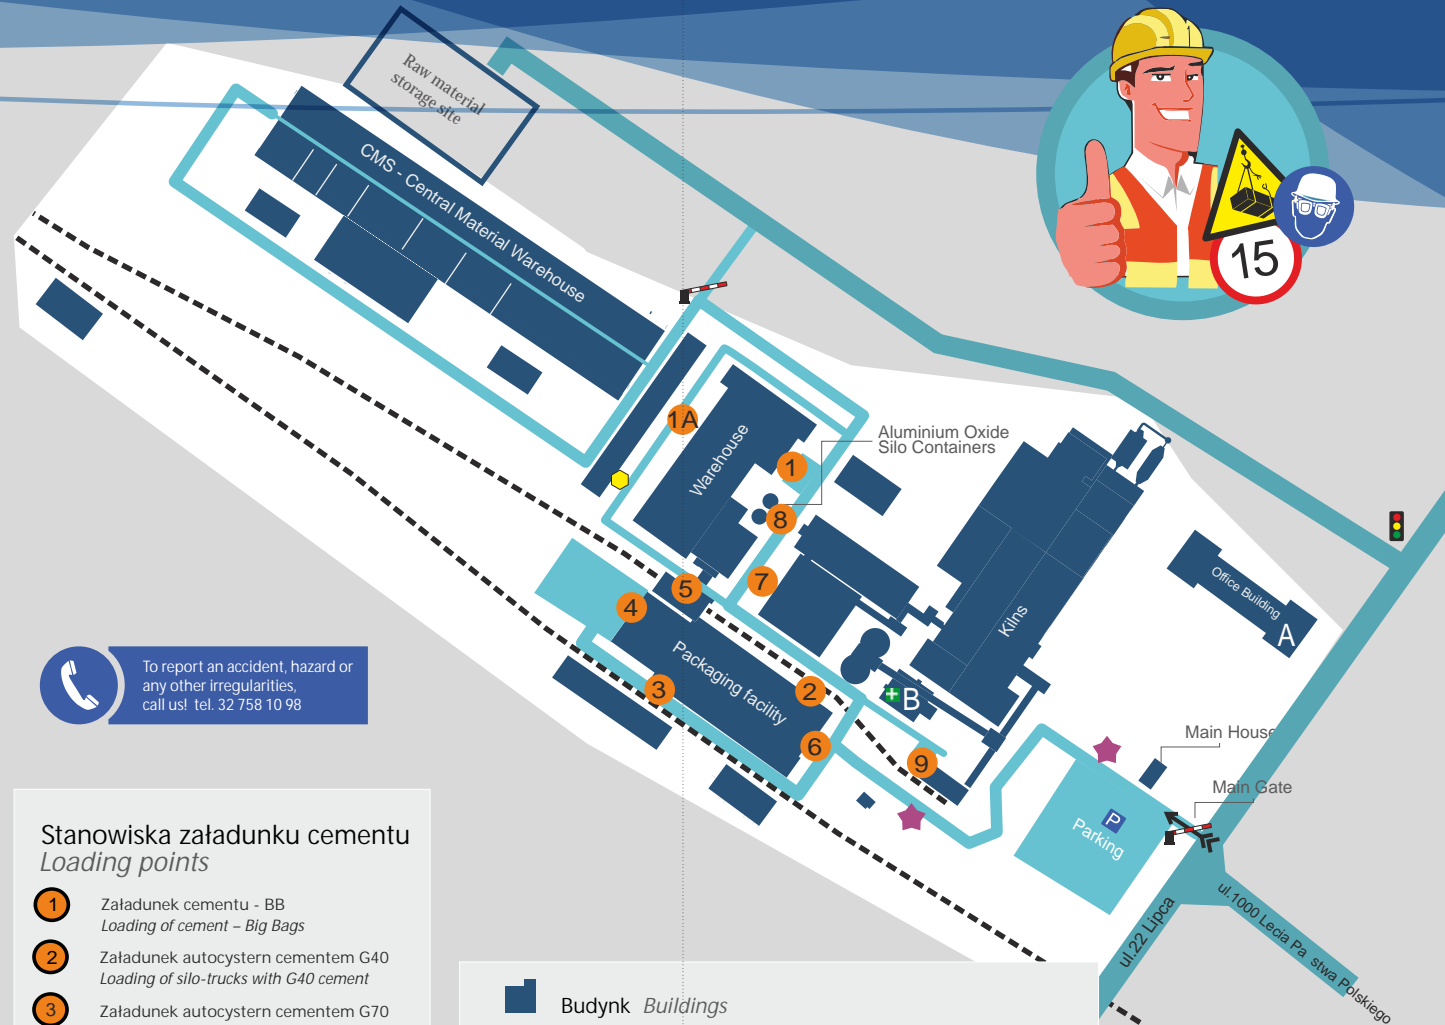 Raw material
storage site
CMS - Central Material Warehouse
15
1A
Warehouse
1
Aluminium Oxide
Silo Containers
8
7
5
4
Kilns
Office Building
A
Packaging facility
3
2
B
6
9
To report an accident, hazard or
any other irregularities,
call us! tel. 32 758 10 98
Main House
Main Gate
P
Parking
ul.22 Lipca
ul.1000 Lecia Pa stwa Polskiego
Stanowiska załadunku cementu
Loading points
1
Załadunek cementu - BB
Loading of cement – Big Bags
2
Załadunek autocystern cementem G40
Loading of silo-trucks with G40 cement
3
Załadunek autocystern cementem G70
Budynk Buildings